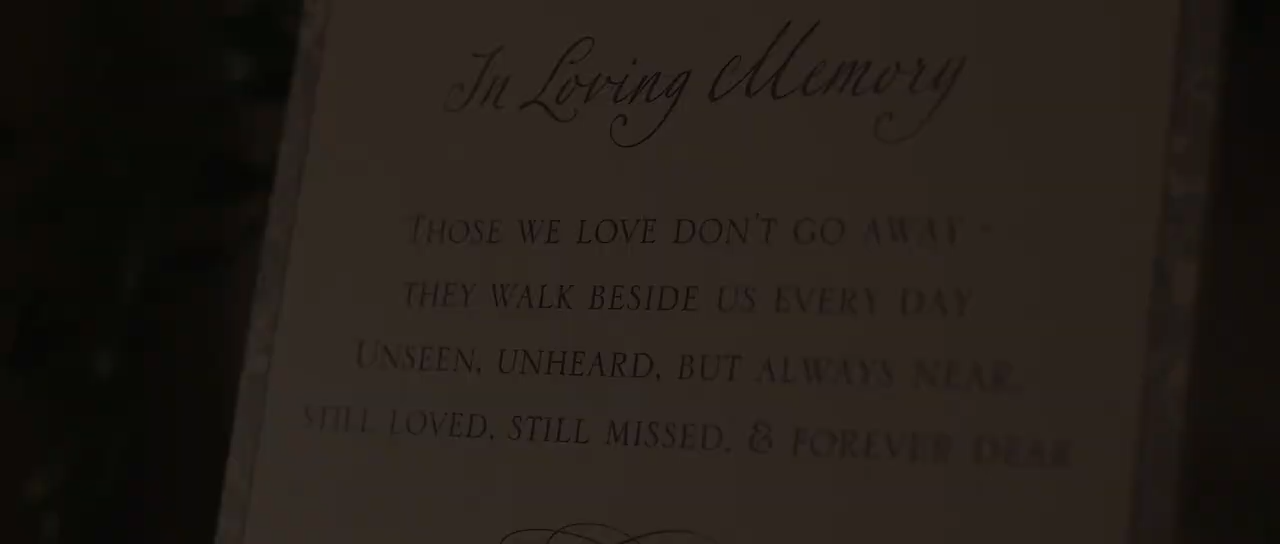 In Loving Memory
THOSE WE LOVE DON'T GO AWAY -
THEY WALK BESIDE US EVERY DAY
UNSEEN, UNHEARD, BUT ALWAYS NEAR.
STILL LOVED, STILL MISSED, & FOREVER DEAR